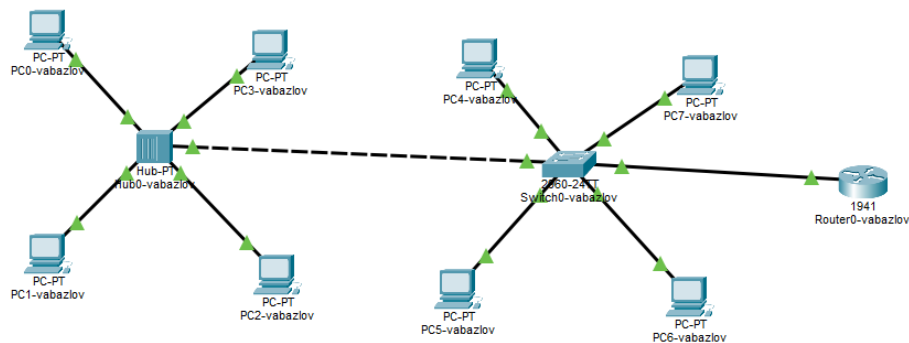 PC-PT
PC0-vabazlov
PC-PT
PC3-vabazlov
PC-PT
PC4-vabazlov
PC-PT
PC7-vabazlov
Hub-PT
Hub0-vabazlov
2960-24TT
Switch0-vabazlov
1941
Router0-vabazlov
PC-PT
PC1-vabazlov
PC-PT
PC2-vabazlov
PC-PT
PC5-vabazlov
PC-PT
PC6-vabazlov